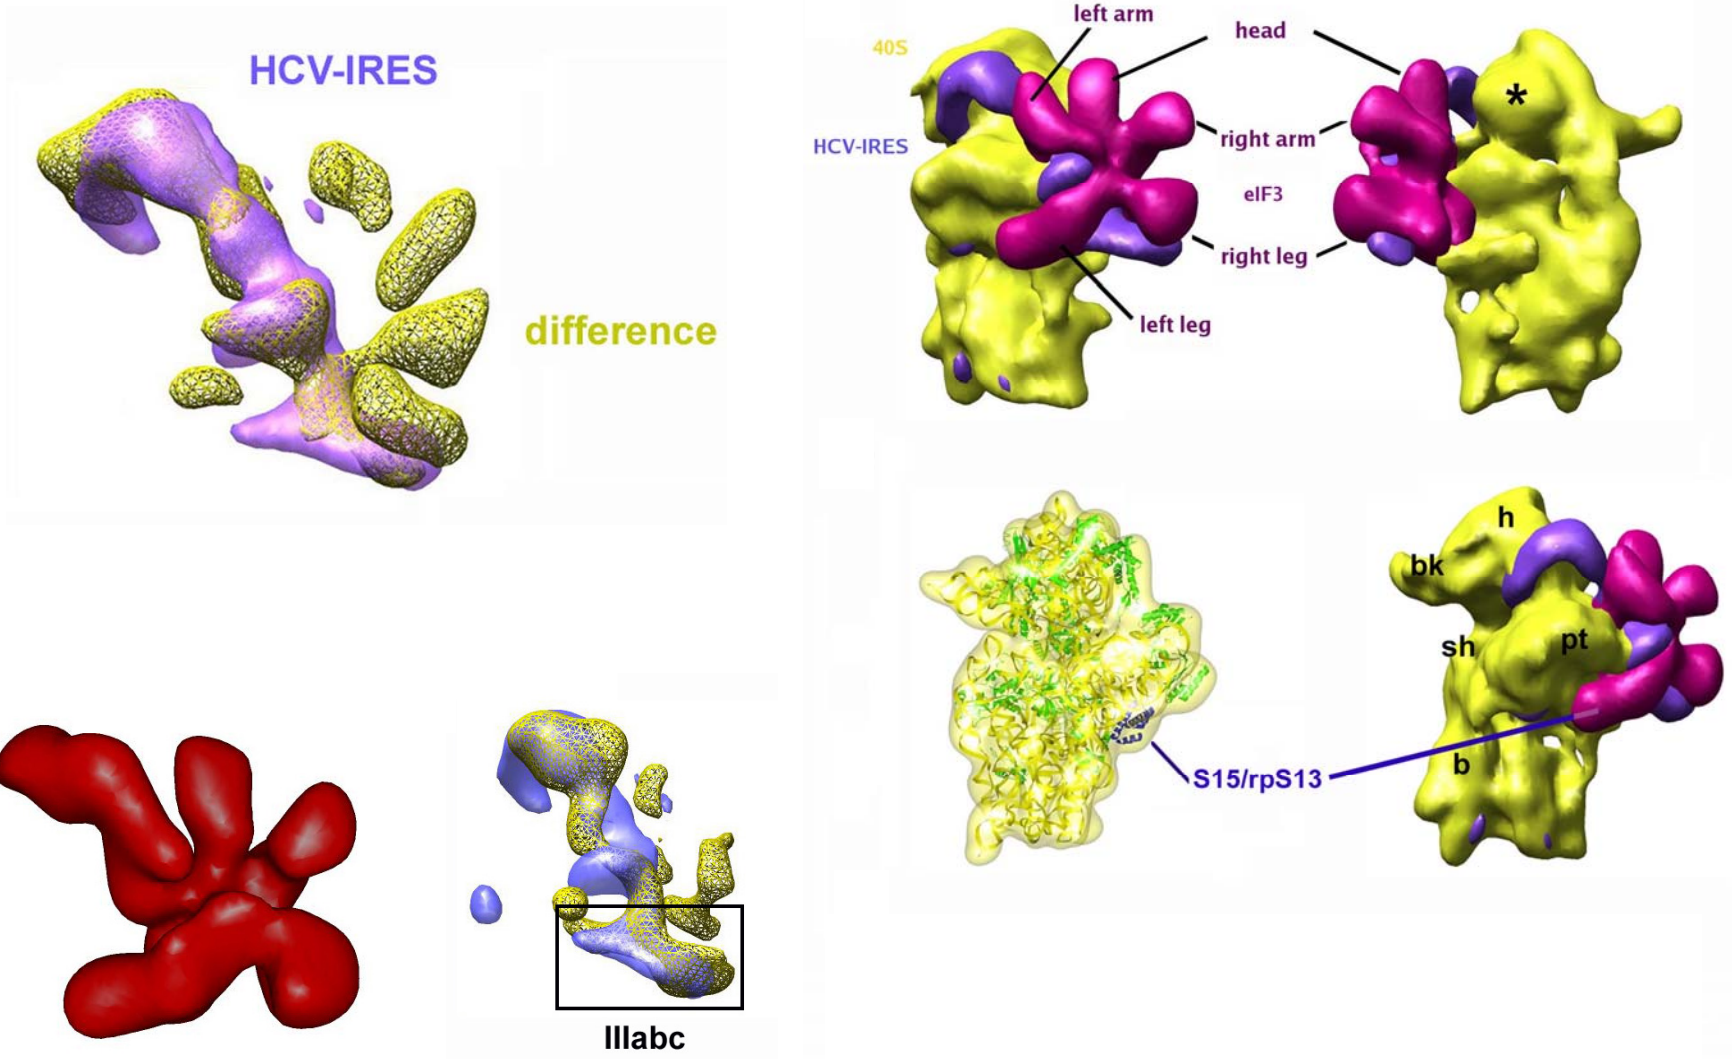 HCV-IRES
difference
IIIabc
left arm
head
40S
HCV-IRES
*
right arm
eIF3
right leg
left leg
h
bk
sh
pt
b
S15/rpS13